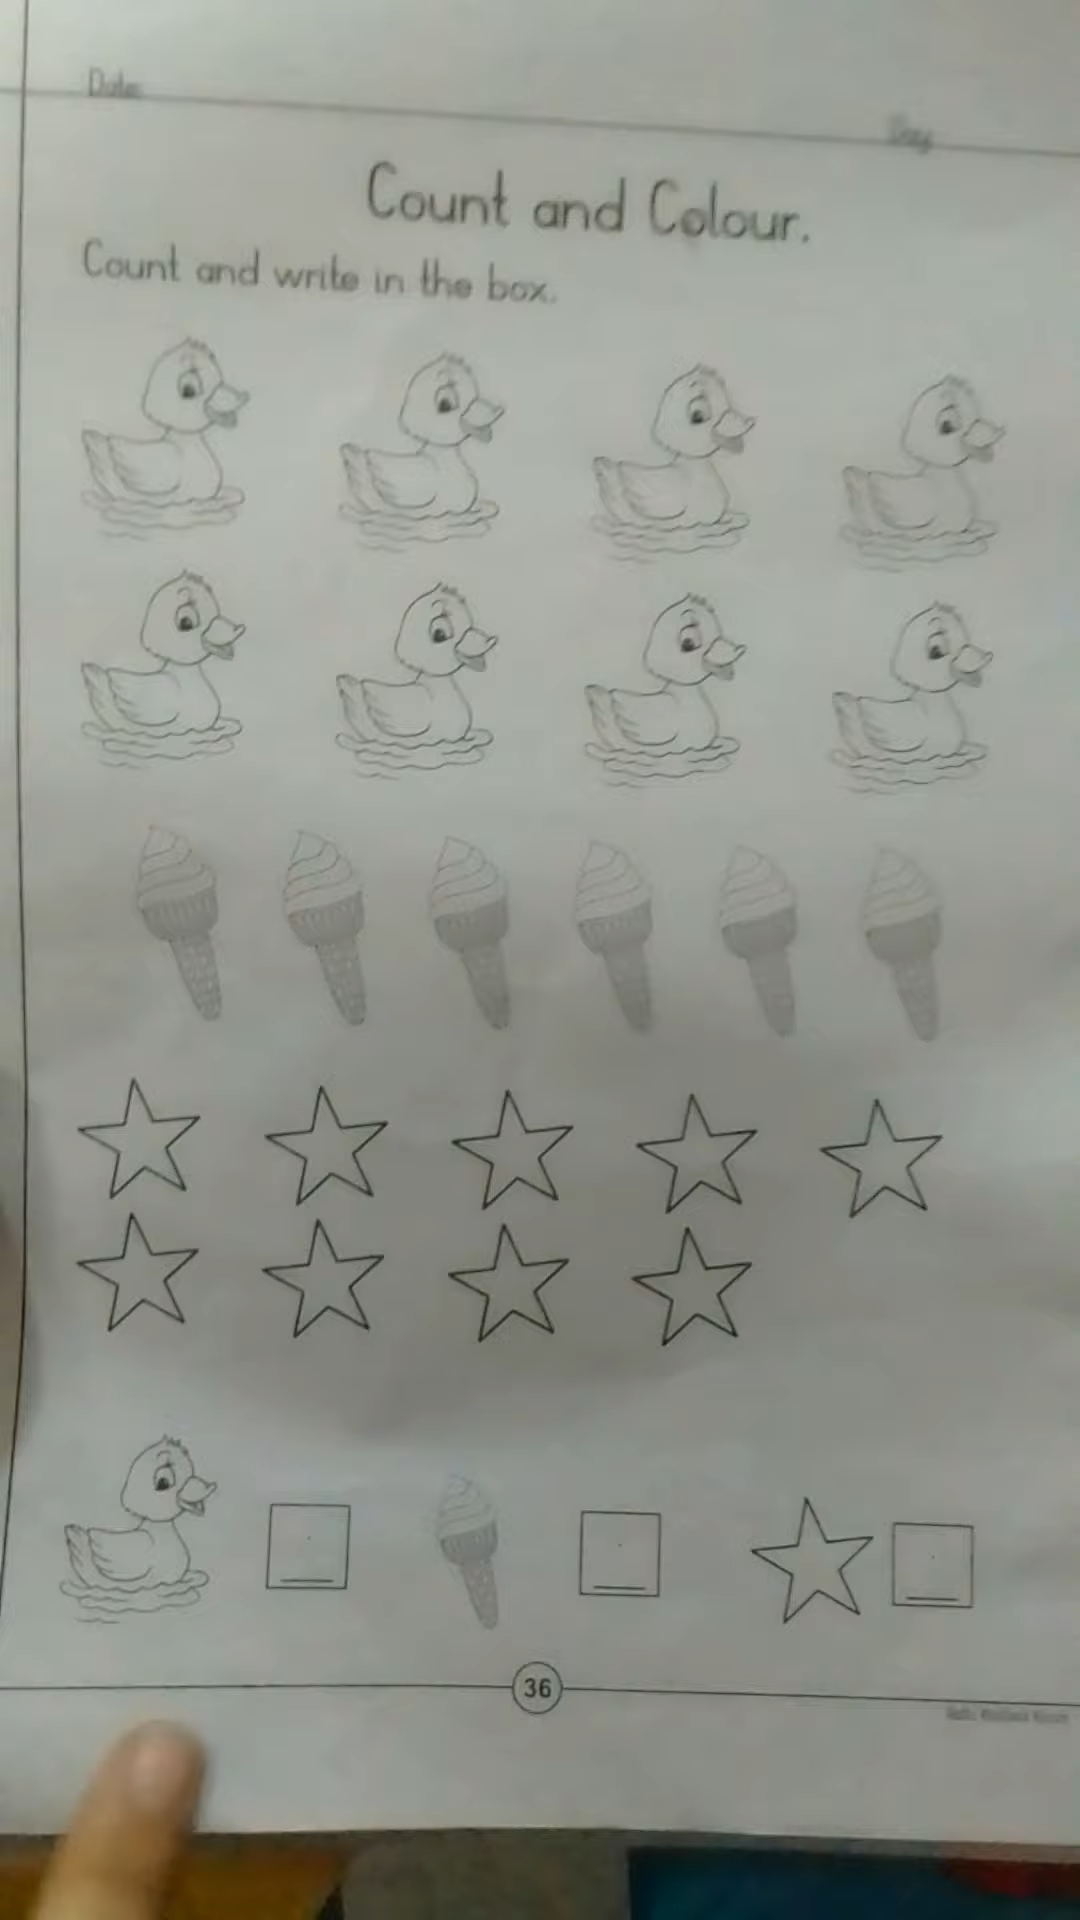 Date
Day
Count and Colour.
Count and write in the box.
36